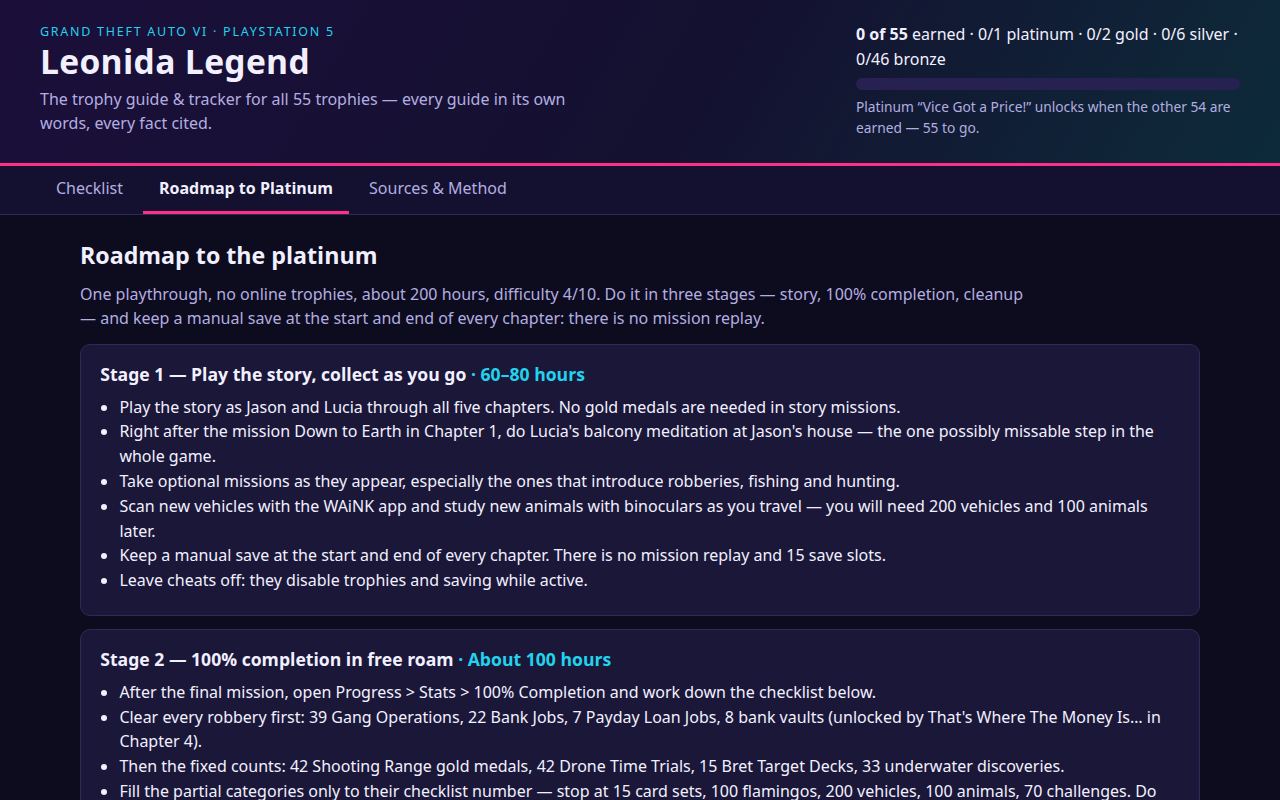 GRAND THEFT AUTO VI · PLAYSTATION 5
Leonida Legend
The trophy guide & tracker for all 55 trophies — every guide in its own
words, every fact cited.
0 of 55 earned · 0/1 platinum · 0/2 gold · 0/6 silver ·
0/46 bronze
Platinum “Vice Got a Price!” unlocks when the other 54 are
earned — 55 to go.
Checklist
Roadmap to Platinum
Sources & Method
Roadmap to the platinum
One playthrough, no online trophies, about 200 hours, difficulty 4/10. Do it in three stages — story, 100% completion, cleanup
— and keep a manual save at the start and end of every chapter: there is no mission replay.
Stage 1 — Play the story, collect as you go · 60–80 hours
Play the story as Jason and Lucia through all five chapters. No gold medals are needed in story missions.
Right after the mission Down to Earth in Chapter 1, do Lucia's balcony meditation at Jason's house — the one possibly missable step in the
whole game.
Take optional missions as they appear, especially the ones that introduce robberies, fishing and hunting.
Scan new vehicles with the WAiNK app and study new animals with binoculars as you travel — you will need 200 vehicles and 100 animals
later.
Keep a manual save at the start and end of every chapter. There is no mission replay and 15 save slots.
Leave cheats off: they disable trophies and saving while active.
Stage 2 — 100% completion in free roam · About 100 hours
After the final mission, open Progress > Stats > 100% Completion and work down the checklist below.
Clear every robbery first: 39 Gang Operations, 22 Bank Jobs, 7 Payday Loan Jobs, 8 bank vaults (unlocked by That's Where The Money Is... in
Chapter 4).
Then the fixed counts: 42 Shooting Range gold medals, 42 Drone Time Trials, 15 Bret Target Decks, 33 underwater discoveries.
Fill the partial categories only to their checklist number — stop at 15 card sets, 100 flamingos, 200 vehicles, 100 animals, 70 challenges. Do